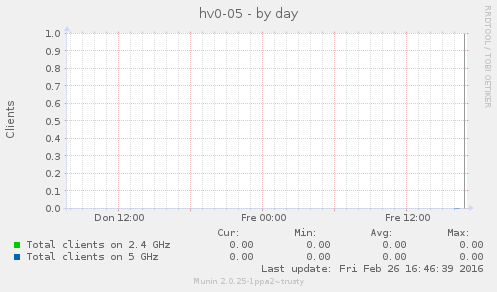 hv0-05 - by day
RRDTOOL / TOBI OETIKER
Clients
1.0
0.9
0.8
0.7
0.6
0.5
0.4
0.3
0.2
0.1
0.0
Don 12:00 Fre 00:00 Fre 12:00
Cur: Min: Avg: Max:
Total clients on 2.4 GHz 0.00 0.00 0.00 0.00
Total clients on 5 GHz 0.00 0.00 0.00 0.00
Last update: Fri Feb 26 16:46:39 2016
Munin 2.0.25-1ppa2~trusty